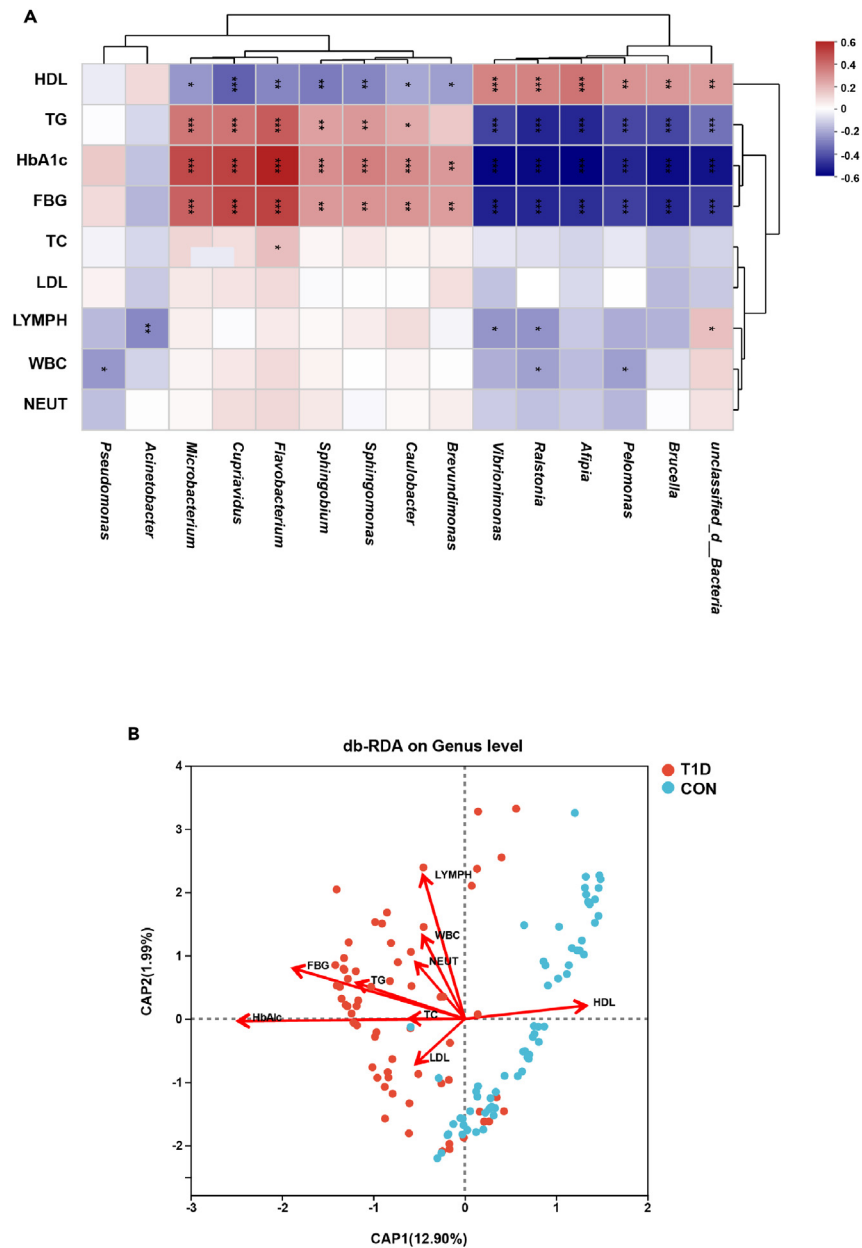 A
HDL * *** ** ** ** * * *** *** *** ** ** **
TG *** *** *** ** ** * *** *** *** *** *** ***
HbA1c *** *** *** *** *** *** ** *** *** *** *** *** ***
FBG *** *** *** ** ** ** ** *** *** *** *** *** ***
TC *
LDL
LYMPH ** * * *
WBC * * *
NEUT
0.6
0.4
0.2
0
-0.2
-0.4
-0.6
Pseudomonas
Acinetobacter
Microbacterium
Cupriavidus
Flavobacterium
Sphingobium
Sphingomonas
Caulobacter
Brevundimonas
Vibrionimonas
Ralstonia
Afipia
Pelomonas
Brucella
unclassified_d__Bacteria
B
db-RDA on Genus level
T1D
CON
CAP2(1.99%)
4
3
2
1
0
-1
-2
LYMPH
WBC
NEUT
FBG
TG
HDL
TC
HbAlc
LDL
-3 -2 -1 0 1 2
CAP1(12.90%)